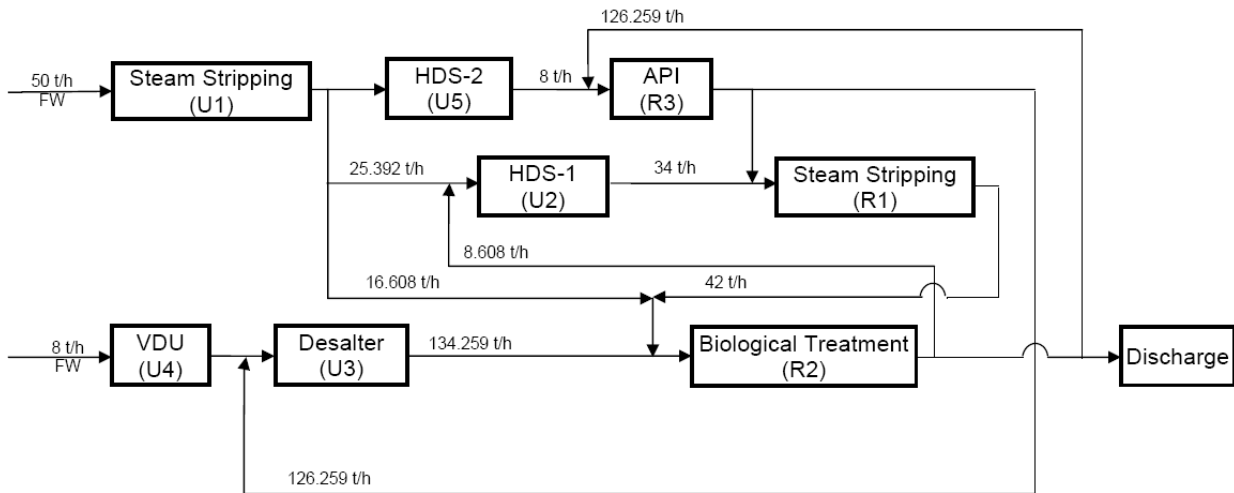 126.259 t/h
50 t/h
FW
Steam Stripping
(U1)
HDS-2
(U5)
8 t/h
API
(R3)
25.392 t/h
HDS-1
(U2)
34 t/h
Steam Stripping
(R1)
8.608 t/h
16.608 t/h
42 t/h
8 t/h
FW
VDU
(U4)
Desalter
(U3)
134.259 t/h
Biological Treatment
(R2)
Discharge
126.259 t/h